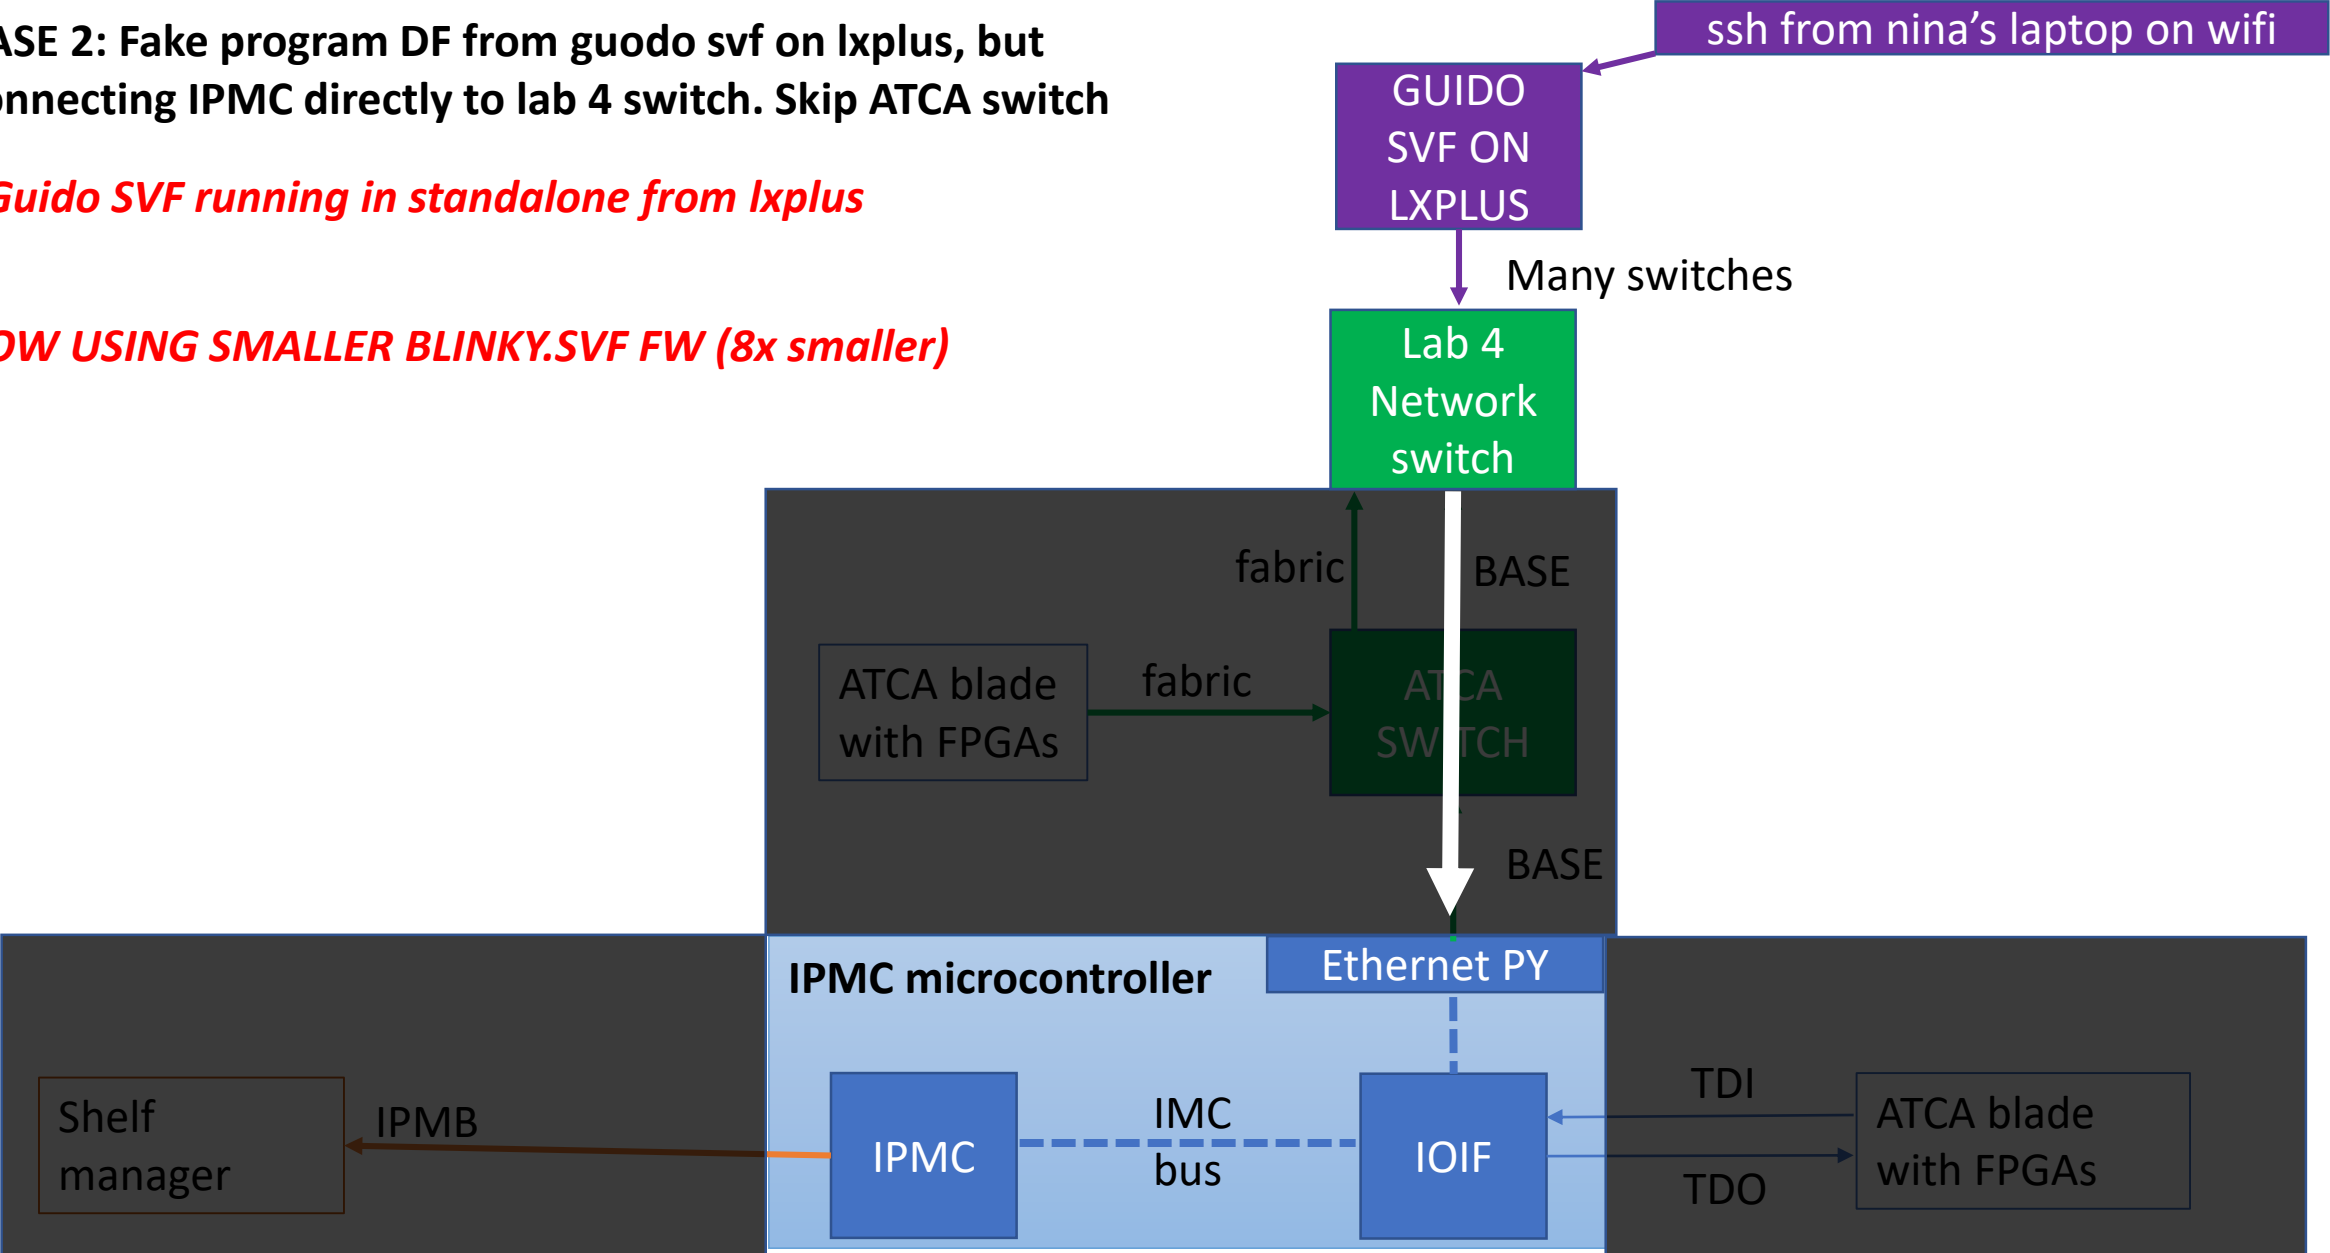 ASE 2: Fake program DF from guodo svf on lxplus, but
onnecting IPMC directly to lab 4 switch. Skip ATCA switch
Guido SVF running in standalone from lxplus
OW USING SMALLER BLINKY.SVF FW (8x smaller)
ssh from nina’s laptop on wifi
GUIDO
SVF ON
LXPLUS
Many switches
Lab 4
Network
switch
fabric
BASE
ATCA blade
with FPGAs
fabric
ATCA
SWITCH
BASE
IPMC microcontroller
Ethernet PY
Shelf
manager
IPMB
IPMC
IMC
bus
IOIF
TDI
TDO
ATCA blade
with FPGAs